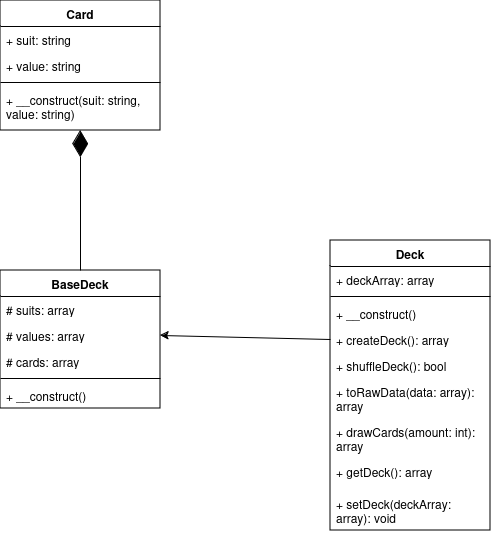 Card
+ suit: string
+ value: string
+ __construct(suit: string,
value: string)
BaseDeck
# suits: array
# values: array
# cards: array
+ __construct()
Deck
+ deckArray: array
+ __construct()
+ createDeck(): array
+ shuffleDeck(): bool
+ toRawData(data: array):
array
+ drawCards(amount: int):
array
+ getDeck(): array
+ setDeck(deckArray:
array): void